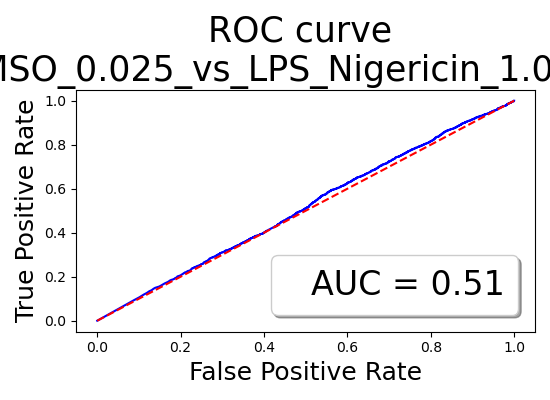 ROC curve
MSO_0.025_vs_LPS_Nigericin_1.0
True Positive Rate
1.0
0.8
0.6
0.4
0.2
0.0
AUC = 0.51
0.0 0.2 0.4 0.6 0.8 1.0
False Positive Rate